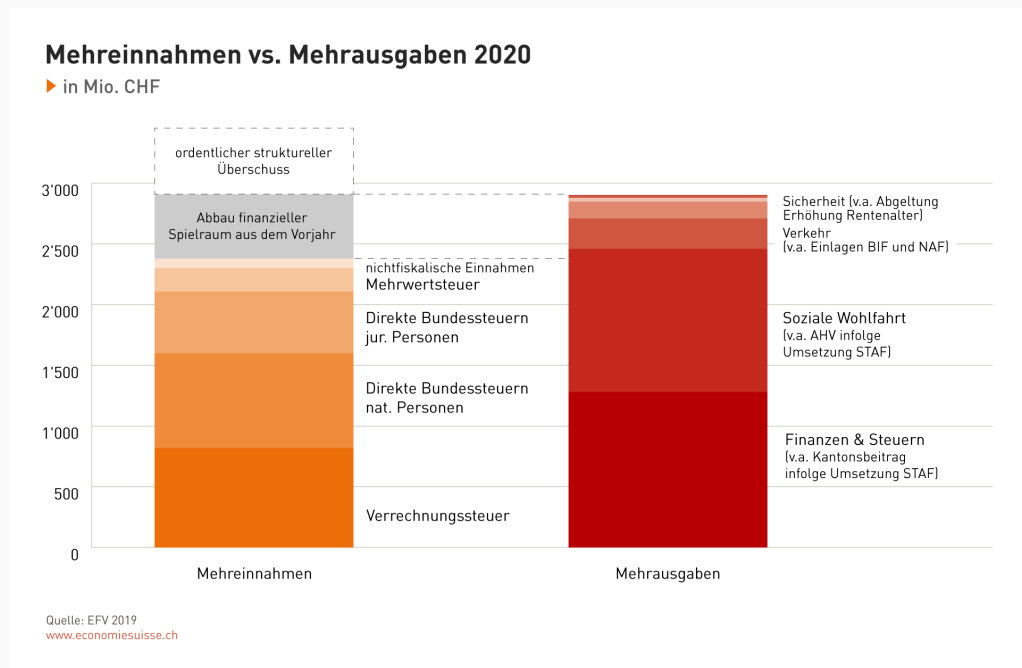 Mehreinnahmen vs. Mehrausgaben 2020
in Mio. CHF
ordentlicher struktureller
Überschuss
3'000
Abbau finanzieller
Spielraum aus dem Vorjahr
Sicherheit (v.a. Abgeltung
Erhöhung Rentenalter)
Verkehr
(v.a. Einlagen BIF und NAF)
2'500
nichtfiskalische Einnahmen
Mehrwertsteuer
2'000
Direkte Bundessteuern
jur. Personen
Soziale Wohlfahrt
(v.a. AHV infolge
Umsetzung STAF)
1'500
Direkte Bundessteuern
nat. Personen
1'000
Finanzen & Steuern
(v.a. Kantonsbeitrag
infolge Umsetzung STAF)
500
Verrechnungssteuer
0
Mehreinnahmen
Mehrausgaben
Quelle: EFV 2019
www.economiesuisse.ch